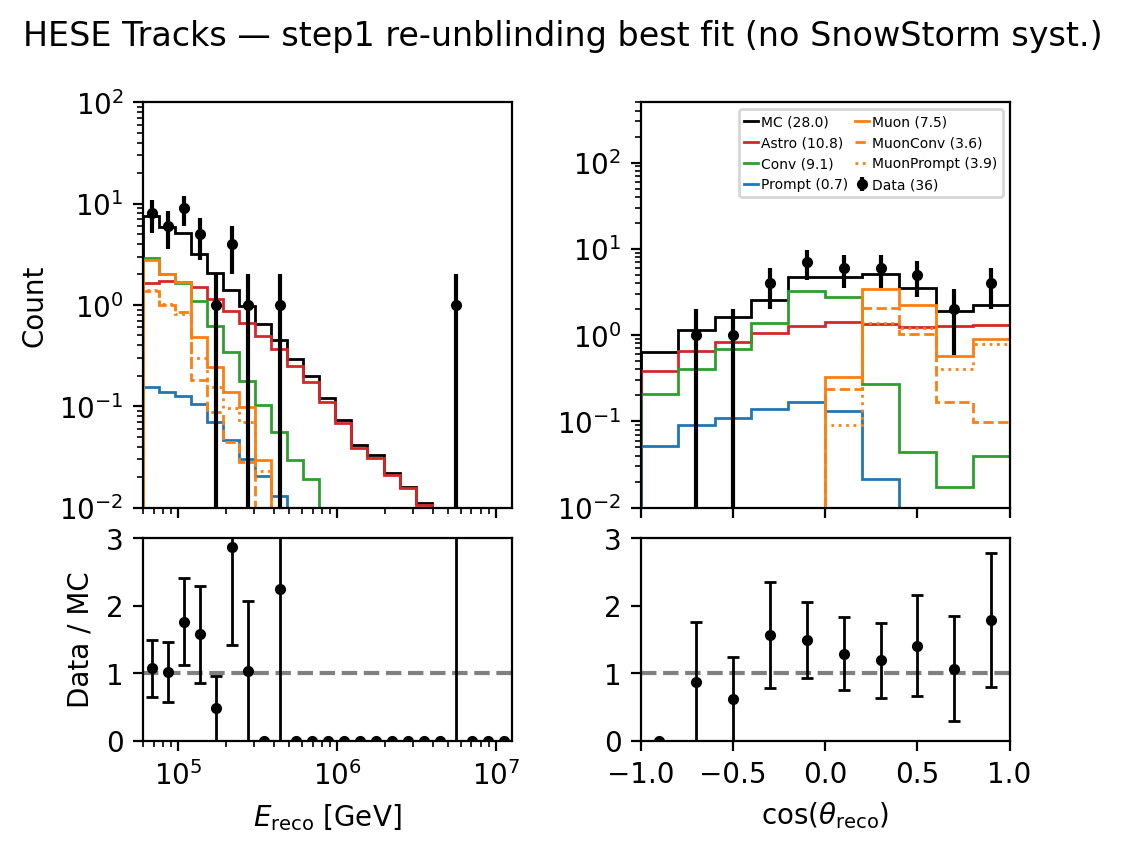 HESE Tracks — step1 re-unblinding best fit (no SnowStorm syst.)
Count
10²
10¹
10⁰
10⁻¹
10⁻²
10²
10¹
10⁰
10⁻¹
10⁻²
MC (28.0)
Astro (10.8)
Conv (9.1)
Prompt (0.7)
Muon (7.5)
MuonConv (3.6)
MuonPrompt (3.9)
Data (36)
Data / MC
3
2
1
0
10⁵ 10⁶ 10⁷
E_reco [GeV]
3
2
1
0
−1.0 −0.5 0.0 0.5 1.0
cos(θ_reco)